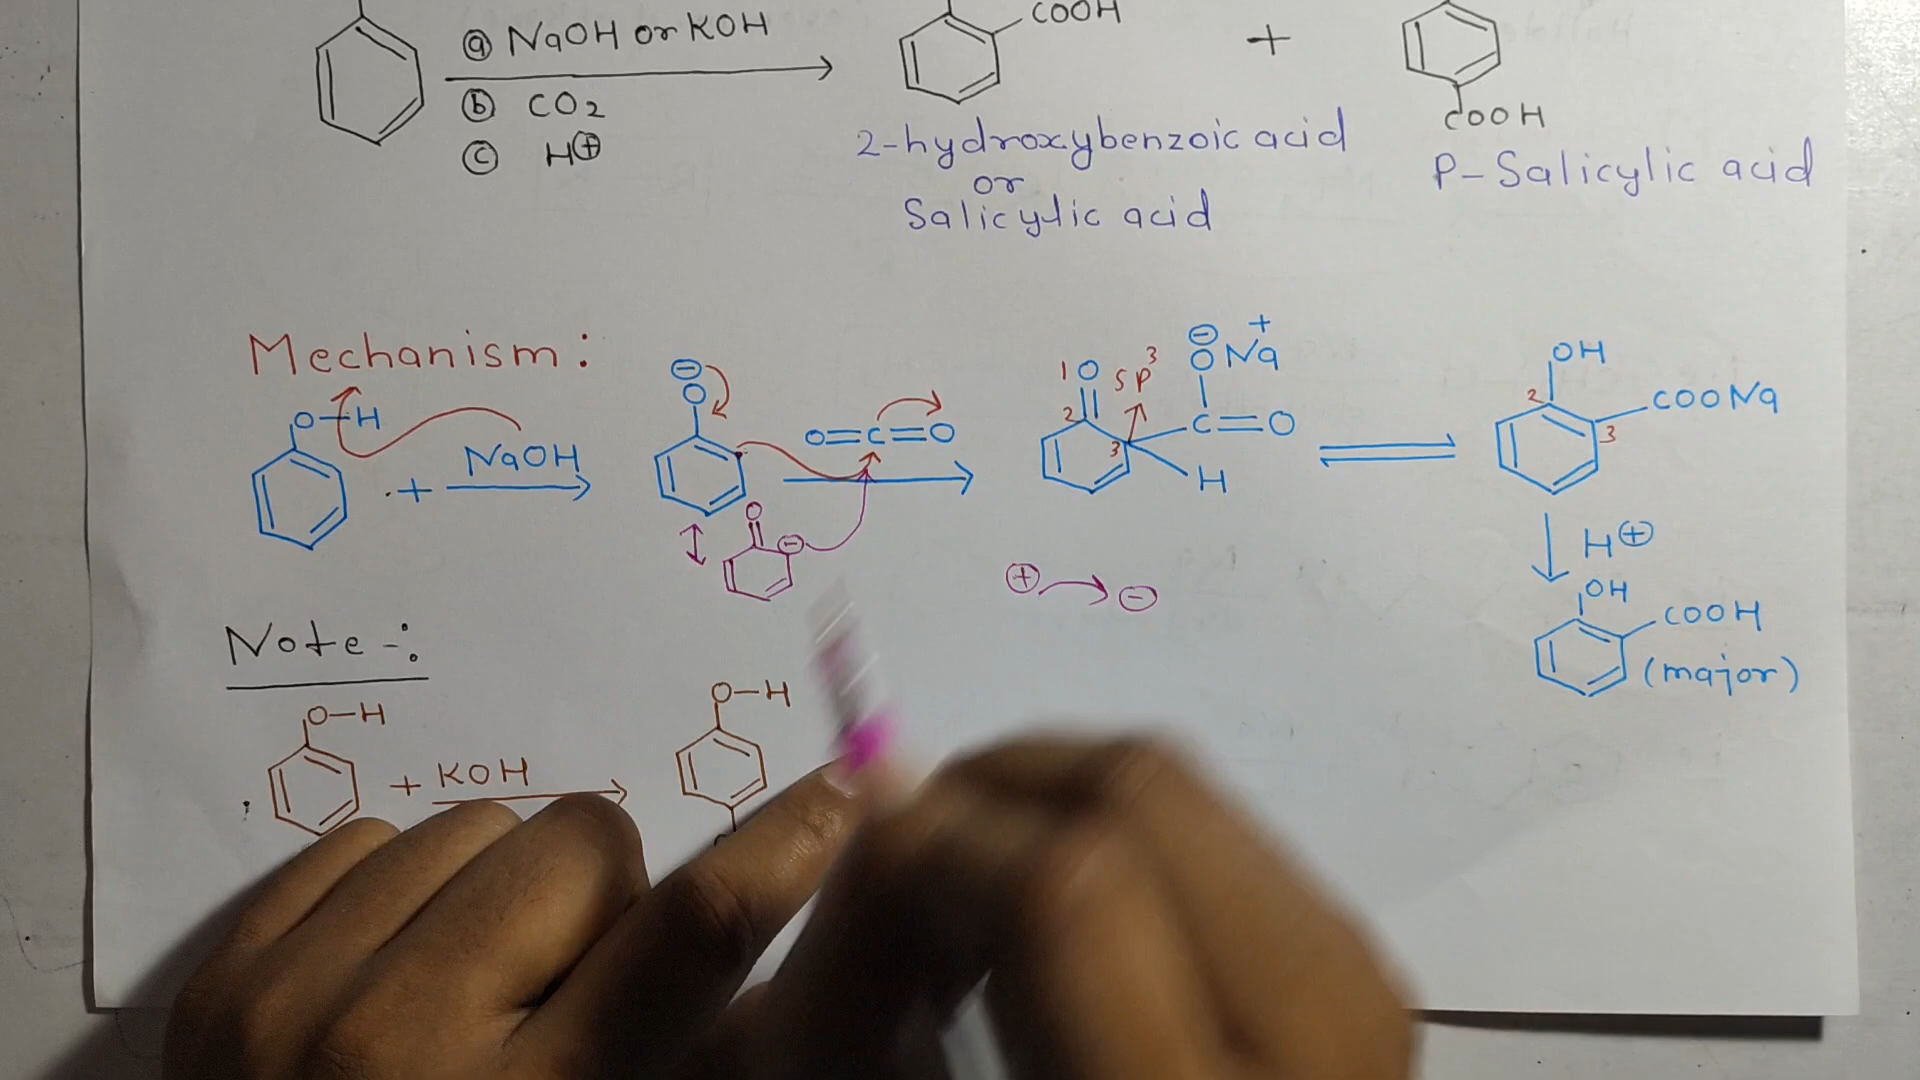 ⓐ NaOH or KOH
ⓑ CO2
ⓒ H⊕
COOH
+
COOH
2-hydroxybenzoic acid
or
Salicylic acid
P-Salicylic acid
Mechanism:
O-H
+ NaOH
⊖
O
O=C=O
O
⊖
1 O
2
3
sp3
⊖ +
O Na
C=O
H
OH
2
3
COONa
H⊕
OH
COOH
(major)
⊕ ⊖
Note-:
O-H
+ KOH
O-H